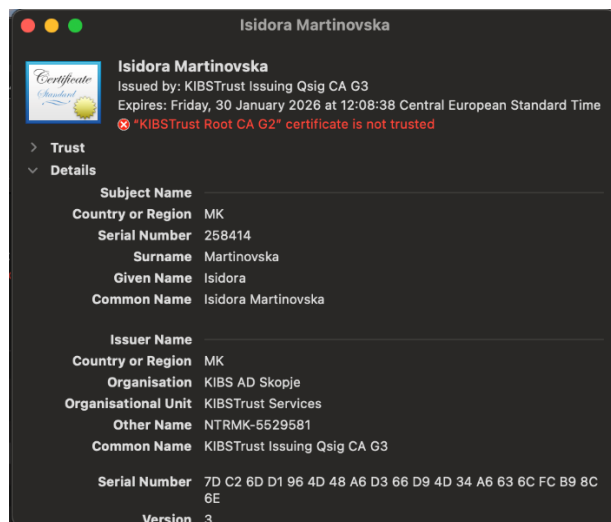 Isidora Martinovska
Certificate
Standard
Isidora Martinovska
Issued by: KIBSTrust Issuing Qsig CA G3
Expires: Friday, 30 January 2026 at 12:08:38 Central European Standard Time
"KIBSTrust Root CA G2" certificate is not trusted
Trust
Details
Subject Name
Country or Region MK
Serial Number 258414
Surname Martinovska
Given Name Isidora
Common Name Isidora Martinovska
Issuer Name
Country or Region MK
Organisation KIBS AD Skopje
Organisational Unit KIBSTrust Services
Other Name NTRMK-5529581
Common Name KIBSTrust Issuing Qsig CA G3
Serial Number 7D C2 6D D1 96 4D 48 A6 D3 66 D9 4D 34 A6 63 6C FC B9 8C
6E
Version 3